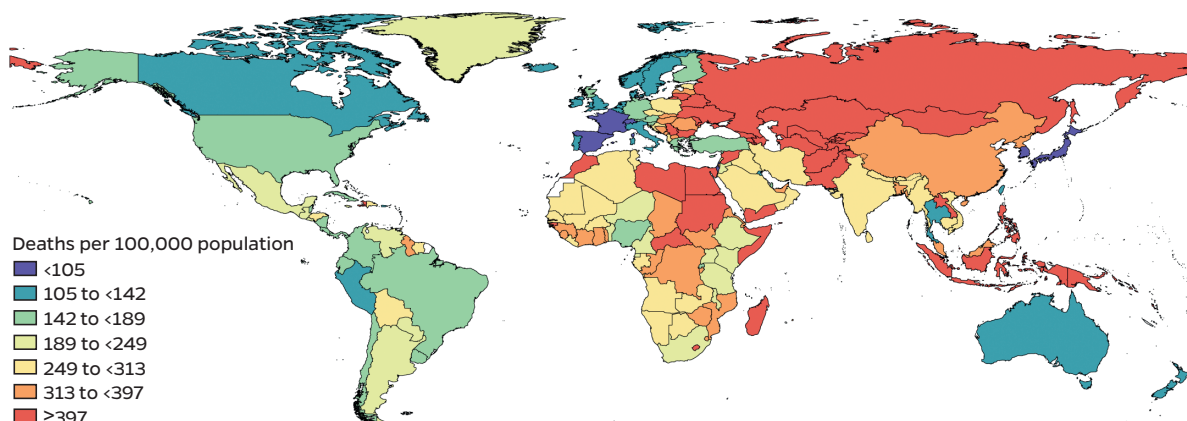 Deaths per 100,000 population
<105
105 to <142
142 to <189
189 to <249
249 to <313
313 to <397
>397